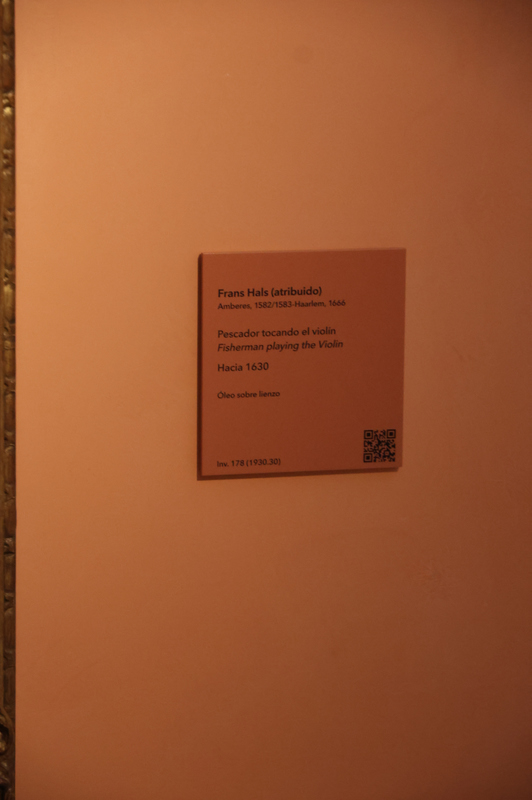 Frans Hals (atribuido)
Amberes, 1582/1583-Haarlem, 1666
Pescador tocando el violín
Fisherman playing the Violin
Hacia 1630
Óleo sobre lienzo
Inv. 178 (1930.30)